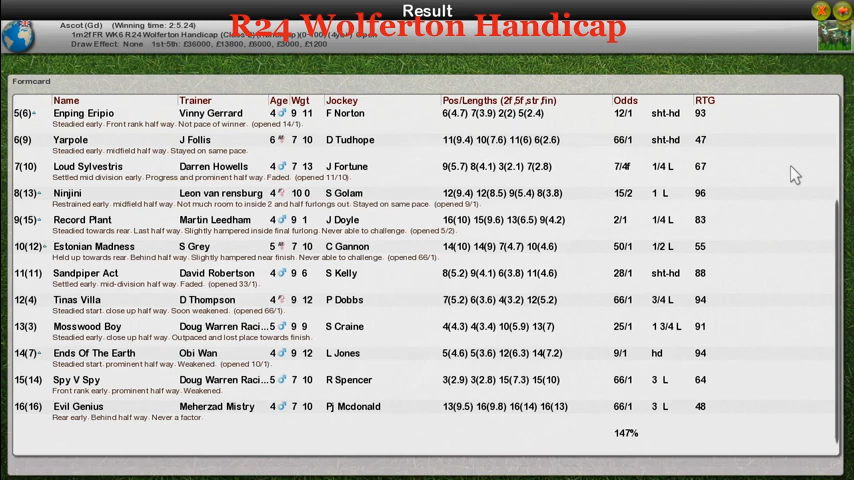 Result
R24 Wolferton Handicap
Ascot(Gd) (Winning time: 2:5.24)
1m2f FR WK6 R24 Wolferton Handicap
Draw Effect: None 1st-5th: £36000, £13800, £6000, £3000, £1200
Formcard
Name Trainer Age Wgt Jockey Pos/Lengths (2f,5f,str,fin) Odds RTG
5(6) Enping Eripio Vinny Gerrard 4 9 11 F Norton 6(4.7) 7(3.9) 2(2) 5(2.4) 12/1 sht-hd 93
Steadied early. Front rank half way. Not pace of winner. (opened 14/1).
6(9) Yarpole J Follis 6 7 10 D Tudhope 11(9.4) 10(7.6) 11(6) 6(2.6) 66/1 sht-hd 47
Steadied early. midfield half way. Stayed on same pace.
7(10) Loud Sylvestris Darren Howells 4 7 13 J Fortune 9(5.7) 8(4.1) 3(2.1) 7(2.8) 7/4f 1/4 L 67
Settled mid division early. Progress and prominent half way. Faded. (opened 11/10).
8(13) Ninjini Leon van rensburg 4 10 0 S Golam 12(9.4) 12(8.5) 9(5.4) 8(3.8) 15/2 1 L 96
Restrained early. midfield half way. Not much room to inside 2 and half furlongs out. Stayed on same pace. (opened 9/1).
9(15) Record Plant Martin Leedham 4 9 1 J Doyle 16(10) 15(9.6) 13(6.5) 9(4.2) 2/1 1/4 L 83
Steadied towards rear. Last half way. Slightly hampered inside final furlong. Never able to challenge. (opened 5/2).
10(12) Estonian Madness S Grey 5 7 10 C Gannon 14(10) 14(9) 7(4.7) 10(4.6) 50/1 1/2 L 55
Held up towards rear. Behind half way. Slightly hampered near finish. Never able to challenge. (opened 66/1).
11(11) Sandpiper Act David Robertson 4 9 6 S Kelly 8(5.2) 9(4.1) 6(3.8) 11(4.6) 28/1 sht-hd 88
Settled early. mid-division half way. Faded. (opened 33/1).
12(4) Tinas Villa D Thompson 4 9 12 P Dobbs 7(5.2) 6(3.6) 4(3.2) 12(5.2) 66/1 3/4 L 94
Steadied start. close up half way. Soon weakened. (opened 66/1).
13(3) Mosswood Boy Doug Warren Raci... 5 9 9 S Craine 4(4.3) 4(3.4) 10(5.9) 13(7) 25/1 1 3/4 L 91
Steadied early. close up half way. Outpaced and lost place towards finish.
14(7) Ends Of The Earth Obi Wan 4 9 12 L Jones 5(4.6) 5(3.6) 12(6.3) 14(7.2) 9/1 hd 94
Steadied start. prominent half way. Weakened. (opened 10/1).
15(14) Spy V Spy Doug Warren Raci... 5 7 10 R Spencer 3(2.9) 3(2.8) 15(7.3) 15(10) 66/1 3 L 64
Front rank early. prominent half way. Weakened.
16(16) Evil Genius Meherzad Mistry 4 7 10 Pj Mcdonald 13(9.5) 16(9.8) 16(14) 16(13) 66/1 3 L 48
Rear early. Behind half way. Never a factor.
147%